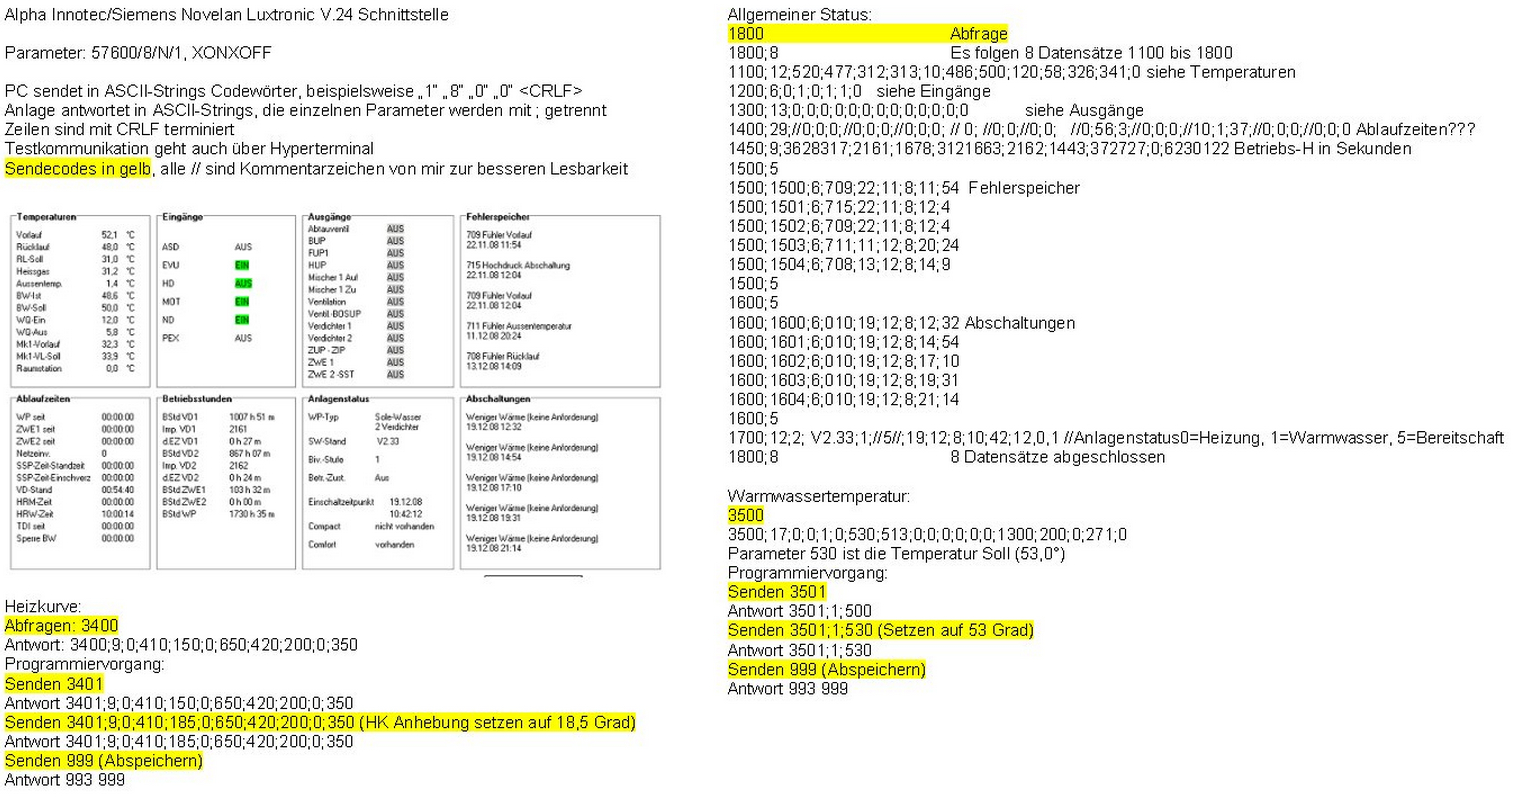 Alpha Innotec/Siemens Novelan Luxtronic V.24 Schnittstelle
Parameter: 57600/8/N/1, XONXOFF
PC sendet in ASCII-Strings Codewörter, beispielsweise „1" „8" „0" „0" <CRLF>
Anlage antwortet in ASCII-Strings, die einzelnen Parameter werden mit ; getrennt
Zeilen sind mit CRLF terminiert
Testkommunikation geht auch über Hyperterminal
Sendecodes in gelb, alle // sind Kommentarzeichen von mir zur besseren Lesbarkeit
Temperaturen
Vorlauf 52,1 °C
Rücklauf 48,0 °C
RL-Soll 31,0 °C
Heissgas 31,2 °C
Aussentemp. 1,4 °C
BW-Ist 48,6 °C
BW-Soll 50,0 °C
WQ-Ein 12,0 °C
WQ-Aus 5,8 °C
Mk1-Vorlauf 32,3 °C
Mk1-VL-Soll 33,9 °C
Raumstation 0,0 °C
Eingänge
ASD AUS
EVU EIN
HD AUS
MOT EIN
ND EIN
PEX AUS
Ausgänge
Abtauventil AUS
BUP AUS
FUP1 AUS
HUP AUS
Mischer 1 Auf AUS
Mischer 1 Zu AUS
Ventilation AUS
Ventil-BOSUP AUS
Verdichter 1 AUS
Verdichter 2 AUS
ZUP - ZIP AUS
ZWE 1 AUS
ZWE 2 -SST AUS
Fehlerspeicher
709 Fühler Vorlauf
22.11.08 11:54
715 Hochdruck Abschaltung
22.11.08 12:04
709 Fühler Vorlauf
22.11.08 12:04
711 Fühler Aussentemperatur
11.12.08 20:24
708 Fühler Rücklauf
13.12.08 14:09
Ablaufzeiten
WP seit 00:00:00
ZWE1 seit 00:00:00
ZWE2 seit 00:00:00
Netzeinv. 0
SSP-Zeit-Standzeit 00:00:00
SSP-Zeit-Einschverz 00:00:00
VD-Stand 00:54:40
HRM-Zeit 00:00:00
HRW-Zeit 10:00:14
TDI seit 00:00:00
Sperre BW 00:00:00
Betriebsstunden
BStd VD1 1007 h 51 m
Imp. VD1 2161
d.EZ VD1 0 h 27 m
BStd VD2 867 h 07 m
Imp. VD2 2162
d.EZ VD2 0 h 24 m
BStd ZWE1 103 h 32 m
BStd ZWE2 0 h 00 m
BStd WP 1730 h 35 m
Anlagenstatus
WP-Typ Sole-Wasser
2 Verdichter
SW-Stand V2.33
Biv.-Stufe 1
Betr.-Zust. Aus
Einschaltzeitpunkt 19.12.08
10:42:12
Compact nicht vorhanden
Comfort vorhanden
Abschaltungen
Weniger Wärme (keine Anforderung)
19.12.08 12:32
Weniger Wärme (keine Anforderung)
19.12.08 14:54
Weniger Wärme (keine Anforderung)
19.12.08 17:10
Weniger Wärme (keine Anforderung)
19.12.08 19:31
Weniger Wärme (keine Anforderung)
19.12.08 21:14
Heizkurve:
Abfragen: 3400
Antwort: 3400;9;0;410;150;0;650;420;200;0;350
Programmiervorgang:
Senden 3401
Antwort 3401;9;0;410;150;0;650;420;200;0;350
Senden 3401;9;0;410;185;0;650;420;200;0;350 (HK Anhebung setzen auf 18,5 Grad)
Antwort 3401;9;0;410;185;0;650;420;200;0;350
Senden 999 (Abspeichern)
Antwort 993 999
Allgemeiner Status:
1800 Abfrage
1800;8 Es folgen 8 Datensätze 1100 bis 1800
1100;12;520;477;312;313;10;486;500;120;58;326;341;0 siehe Temperaturen
1200;6;0;1;0;1;1;0 siehe Eingänge
1300;13;0;0;0;0;0;0;0;0;0;0;0;0;0 siehe Ausgänge
1400;29;//0;0;0;//0;0;0;//0;0;0; // 0; //0;0;//0;0; //0;56;3;//0;0;0;//10;1;37;//0;0;0;//0;0;0 Ablaufzeiten???
1450;9;3628317;2161;1678;3121663;2162;1443;372727;0;6230122 Betriebs-H in Sekunden
1500;5
1500;1500;6;709;22;11;8;11;54 Fehlerspeicher
1500;1501;6;715;22;11;8;12;4
1500;1502;6;709;22;11;8;12;4
1500;1503;6;711;11;12;8;20;24
1500;1504;6;708;13;12;8;14;9
1500;5
1600;5
1600;1600;6;010;19;12;8;12;32 Abschaltungen
1600;1601;6;010;19;12;8;14;54
1600;1602;6;010;19;12;8;17;10
1600;1603;6;010;19;12;8;19;31
1600;1604;6;010;19;12;8;21;14
1600;5
1700;12;2; V2.33;1;//5//;19;12;8;10;42;12,0,1 //Anlagenstatus0=Heizung, 1=Warmwasser, 5=Bereitschaft
1800;8 8 Datensätze abgeschlossen
Warmwassertemperatur:
3500
3500;17;0;0;1;0;530;513;0;0;0;0;0;0;1300;200;0;271;0
Parameter 530 ist die Temperatur Soll (53,0°)
Programmiervorgang:
Senden 3501
Antwort 3501;1;500
Senden 3501;1;530 (Setzen auf 53 Grad)
Antwort 3501;1;530
Senden 999 (Abspeichern)
Antwort 993 999